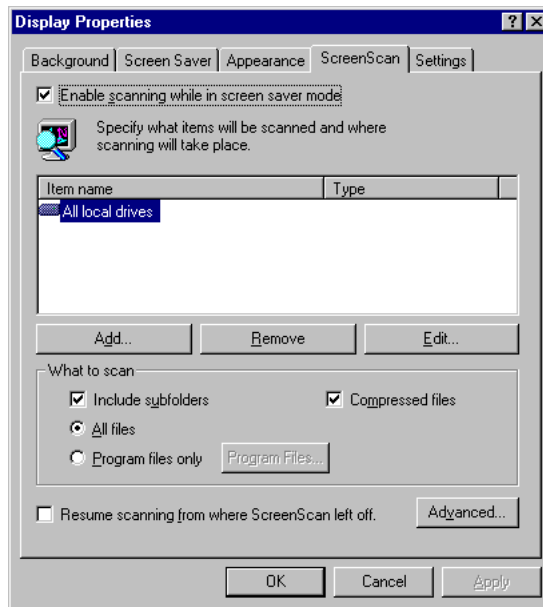 Display Properties
Background Screen Saver Appearance ScreenScan Settings
Enable scanning while in screen saver mode
Specify what items will be scanned and where
scanning will take place.
Item name Type
All local drives
Add... Remove Edit...
What to scan
Include subfolders Compressed files
All files
Program files only Program Files...
Resume scanning from where ScreenScan left off. Advanced...
OK Cancel Apply